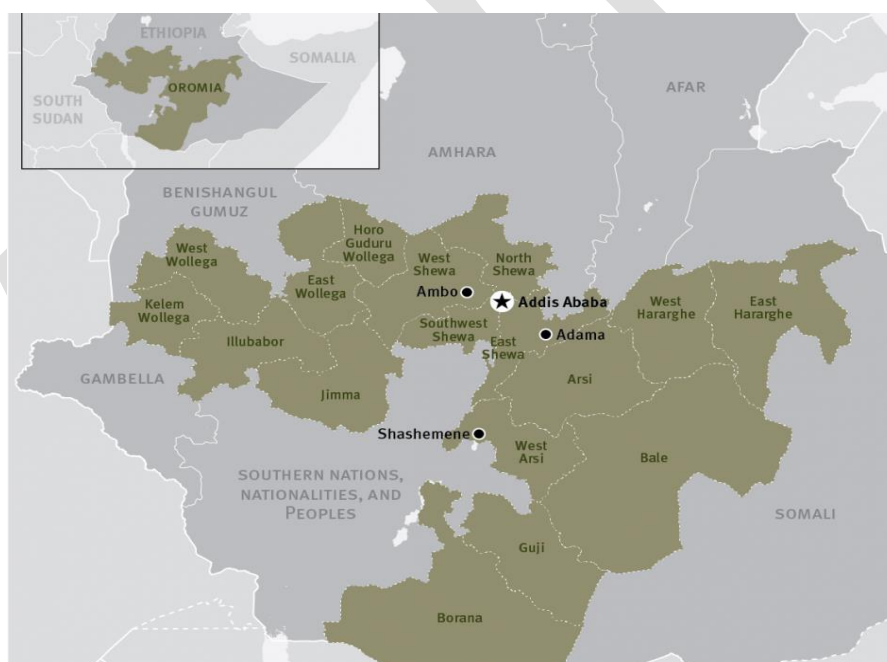 ETHIOPIA
SOMALIA
OROMIA
SOUTH
SUDAN
AFAR
AMHARA
BENISHANGUL
GUMUZ
West
Wollega
Horo
Guduru
Wollega
West
Shewa
North
Shewa
East
Wollega
Ambo
Addis Ababa
Kelem
Wollega
West
Hararghe
East
Hararghe
Southwest
Shewa
East
Shewa
Adama
Illubabor
GAMBELLA
Jimma
Arsi
Shashemene
West
Arsi
Bale
SOUTHERN NATIONS,
NATIONALITIES, AND
PEOPLES
SOMALI
Guji
Borana